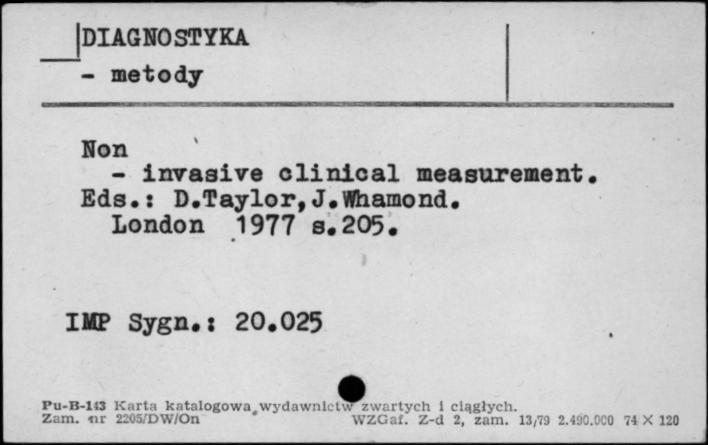 DIAGNOSTYKA
- metody
Non
- invasive clinical measurement.
Eds.: D.Taylor,J.Whamond.
London 1977 s.205.
IMP Sygn.: 20.025
Pu-B-143 Karta katalogowa wydawnictw zwartych i ciągłych.
Zam. nr 2205/DW/On WZGaf. Z-d 2, zam. 13/79 2.490.000 74 X 120